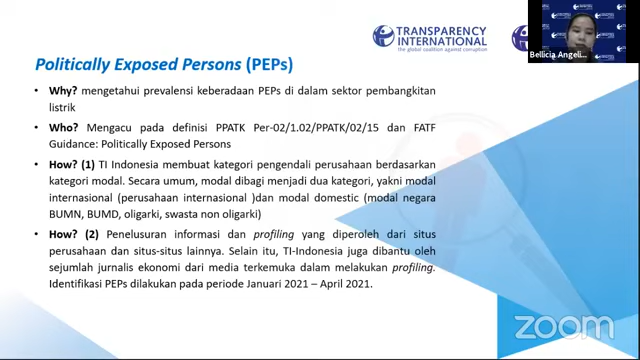 TRANSPARENCY
INTERNATIONAL
the global coalition against corruption
Bellicia Angeli...
Politically Exposed Persons (PEPs)
• Why? mengetahui prevalensi keberadaan PEPs di dalam sektor pembangkitan
listrik
• Who? Mengacu pada definisi PPATK Per-02/1.02/PPATK/02/15 dan FATF
Guidance: Politically Exposed Persons
• How? (1) TI Indonesia membuat kategori pengendali perusahaan berdasarkan
kategori modal. Secara umum, modal dibagi menjadi dua kategori, yakni modal
internasional (perusahaan internasional )dan modal domestic (modal negara
BUMN, BUMD, oligarki, swasta non oligarki)
• How? (2) Penelusuran informasi dan profiling yang diperoleh dari situs
perusahaan dan situs-situs lainnya. Selain itu, TI-Indonesia juga dibantu oleh
sejumlah jurnalis ekonomi dari media terkemuka dalam melakukan profiling.
Identifikasi PEPs dilakukan pada periode Januari 2021 – April 2021.
zoom